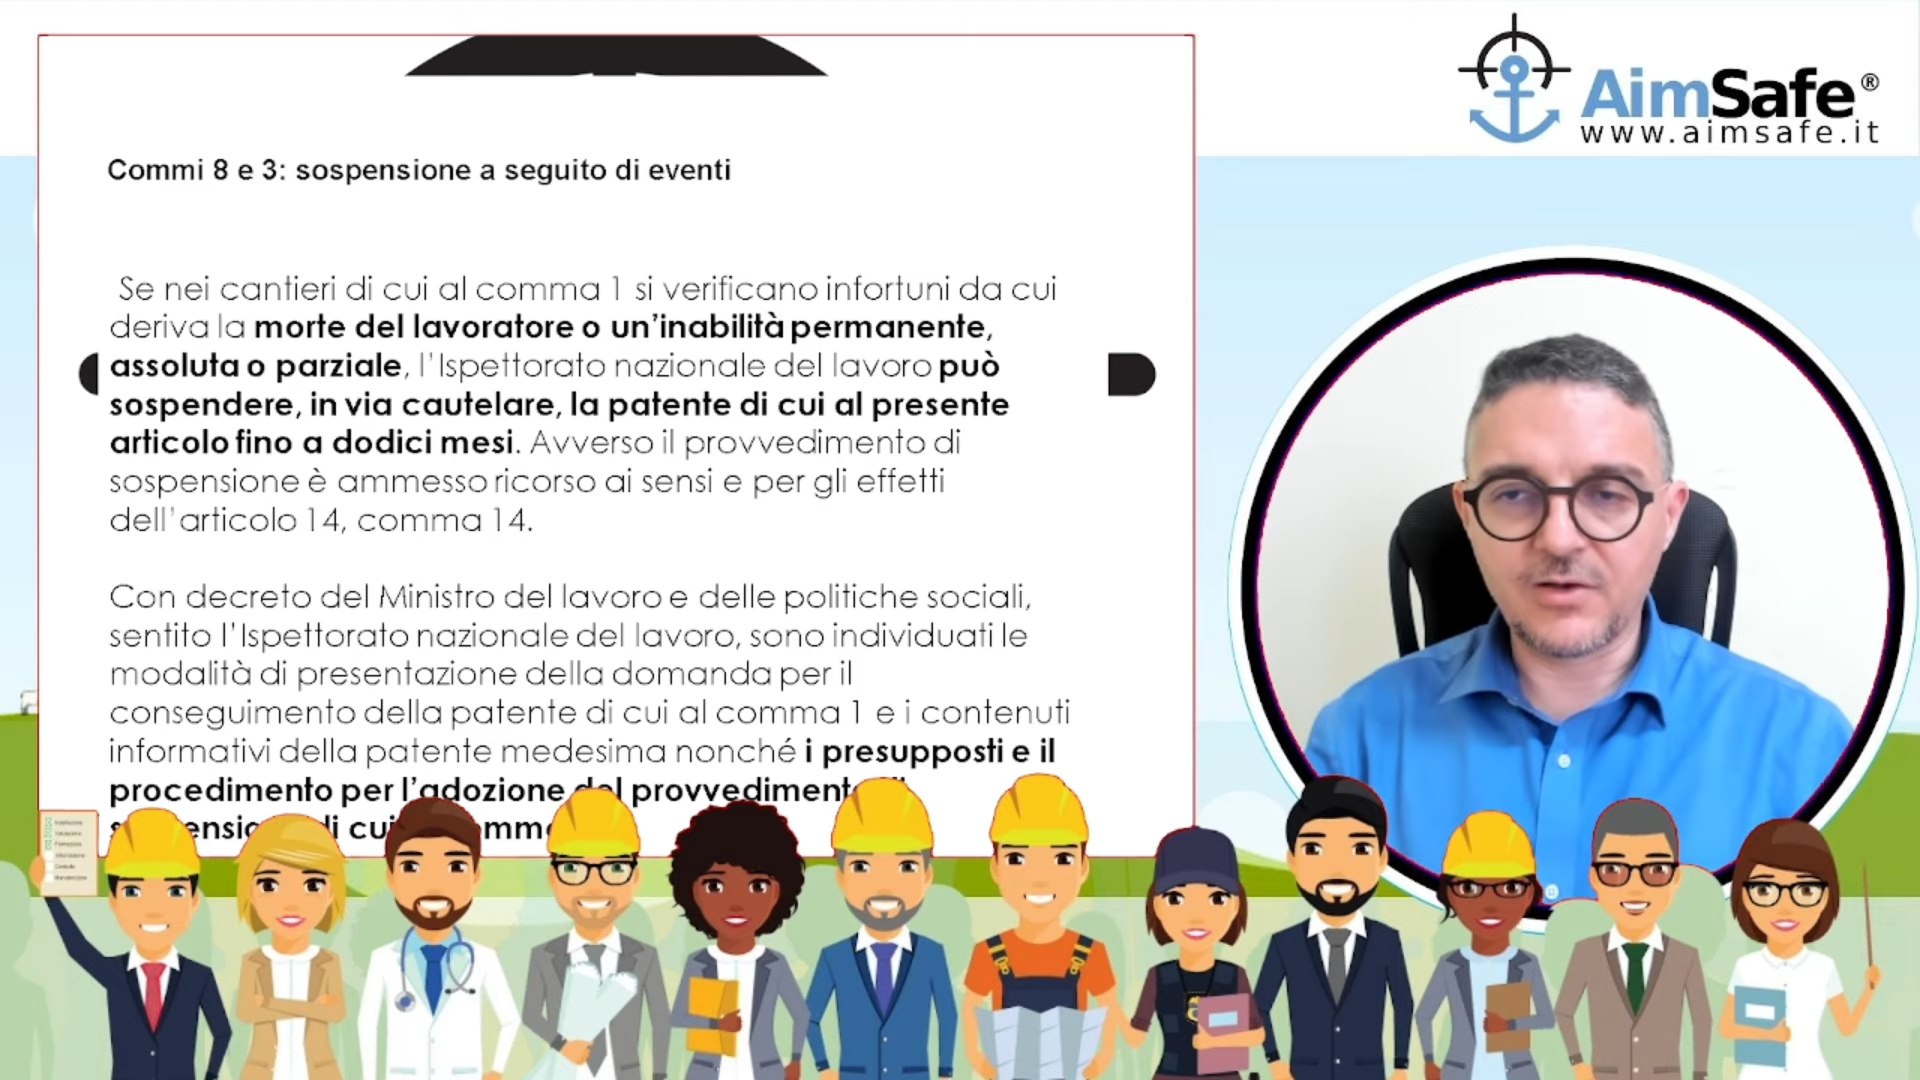 AimSafe®
www.aimsafe.it
Commi 8 e 3: sospensione a seguito di eventi
Se nei cantieri di cui al comma 1 si verificano infortuni da cui
deriva la morte del lavoratore o un’inabilità permanente,
assoluta o parziale, l’Ispettorato nazionale del lavoro può
sospendere, in via cautelare, la patente di cui al presente
articolo fino a dodici mesi. Avverso il provvedimento di
sospensione è ammesso ricorso ai sensi e per gli effetti
dell’articolo 14, comma 14.
Con decreto del Ministro del lavoro e delle politiche sociali,
sentito l’Ispettorato nazionale del lavoro, sono individuati le
modalità di presentazione della domanda per il
conseguimento della patente di cui al comma 1 e i contenuti
informativi della patente medesima nonché i presupposti e il
procedimento per l’adozione del